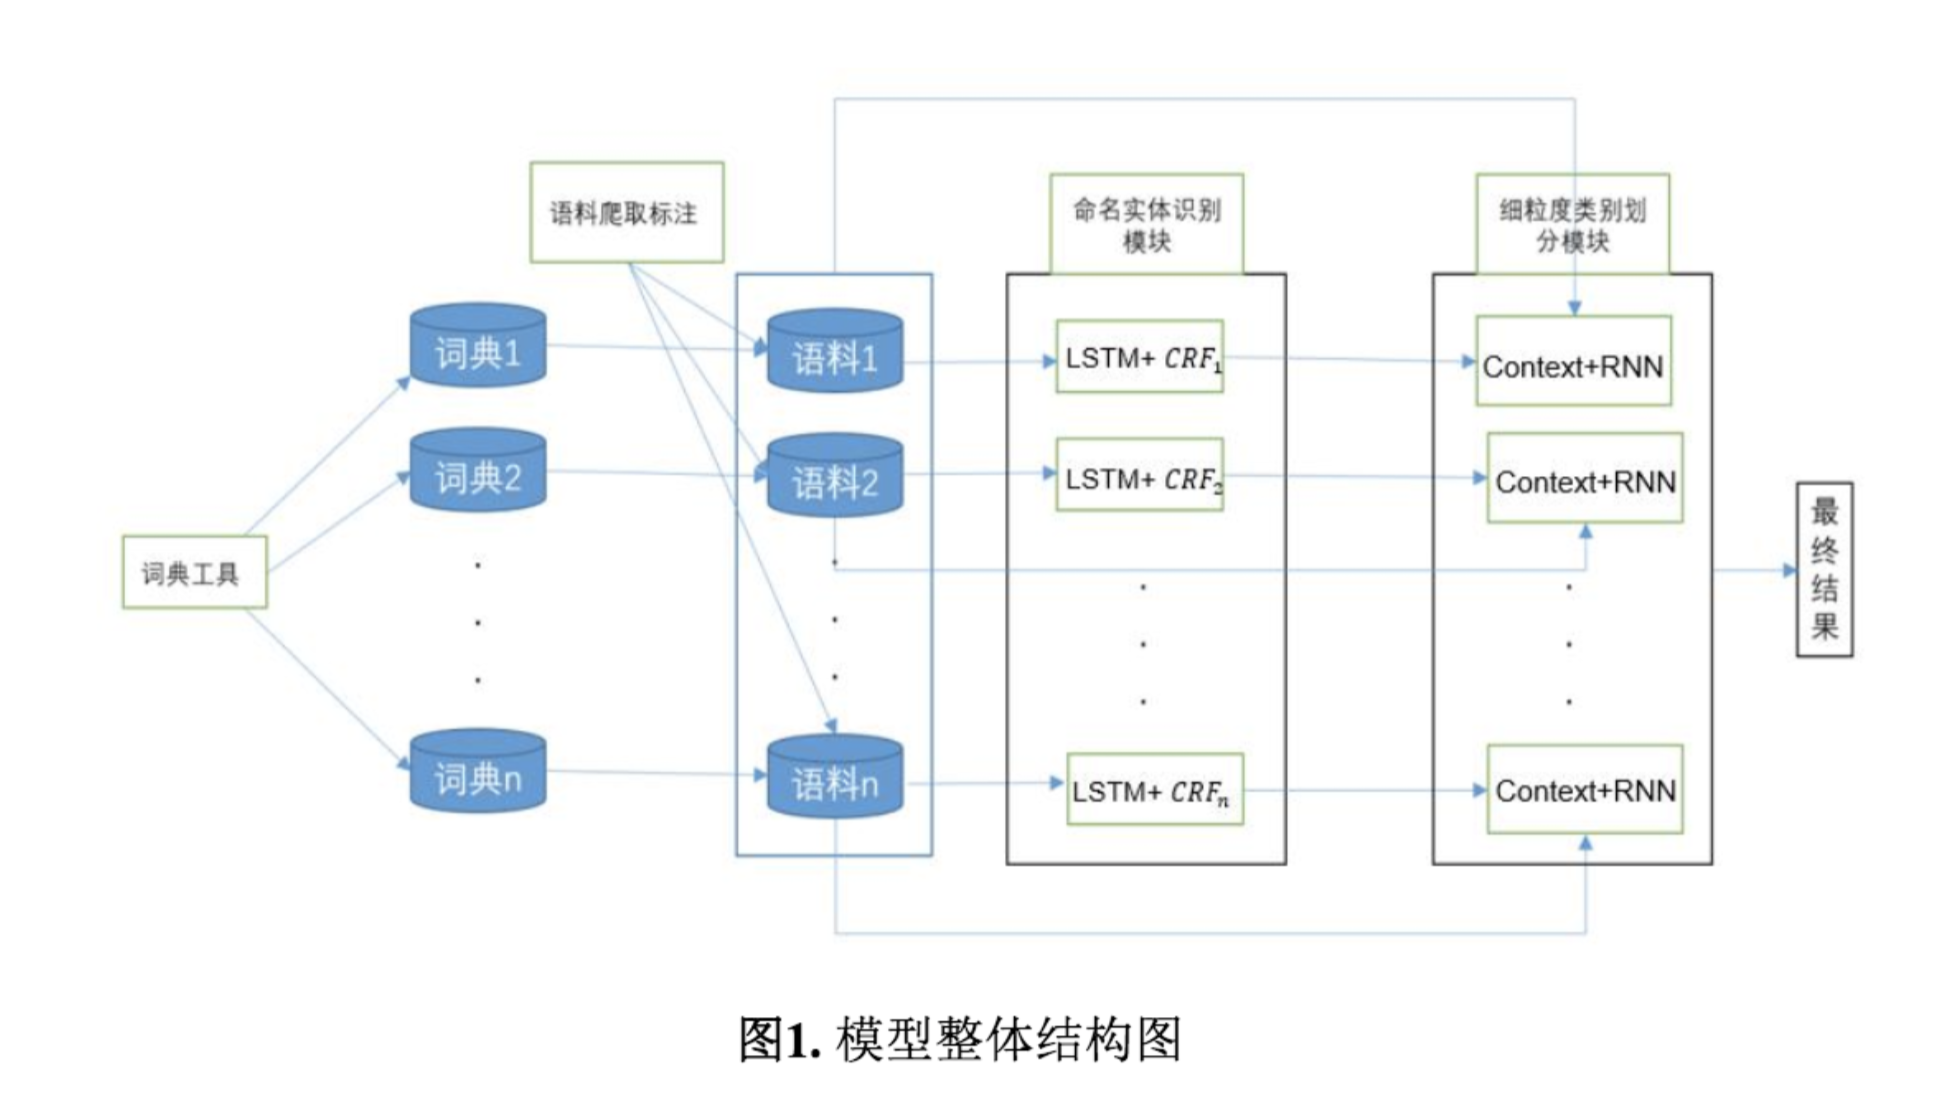 语料爬取标注
命名实体识别
模块
细粒度类别划
分模块
词典工具
词典1
词典2
词典n
语料1
语料2
语料n
LSTM+ CRF₁
LSTM+ CRF₂
LSTM+ CRFₙ
Context+RNN
Context+RNN
Context+RNN
最
终
结
果
图1. 模型整体结构图